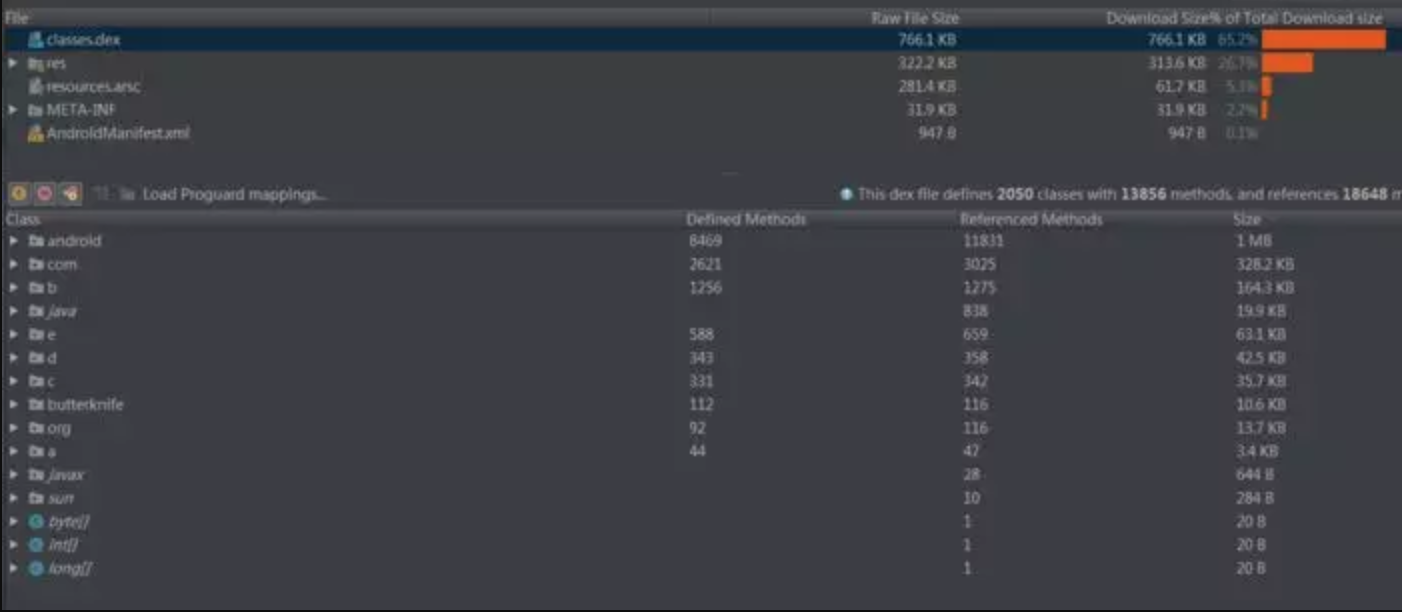 File Raw File Size Download Size% of Total Download size
classes.dex 766.1 KB 766.1 KB 65.2%
res 322.2 KB 313.6 KB 26.7%
resources.arsc 281.4 KB 61.7 KB 5.3%
META-INF 31.9 KB 31.9 KB 2.7%
AndroidManifest.xml 947 B 947 B 0.1%
Load Proguard mappings... This dex file defines 2050 classes with 13856 methods, and references 18648 m
Class Defined Methods Referenced Methods Size
android 8469 11831 1 MB
com 2621 3025 328.2 KB
b 1256 1275 164.3 KB
java 838 19.9 KB
e 588 659 63.1 KB
d 343 358 42.5 KB
c 331 342 35.7 KB
butterknife 112 116 10.6 KB
org 92 116 13.7 KB
a 44 47 3.4 KB
javax 28 644 B
sun 10 284 B
byte[] 1 20 B
int[] 1 20 B
long[] 1 20 B